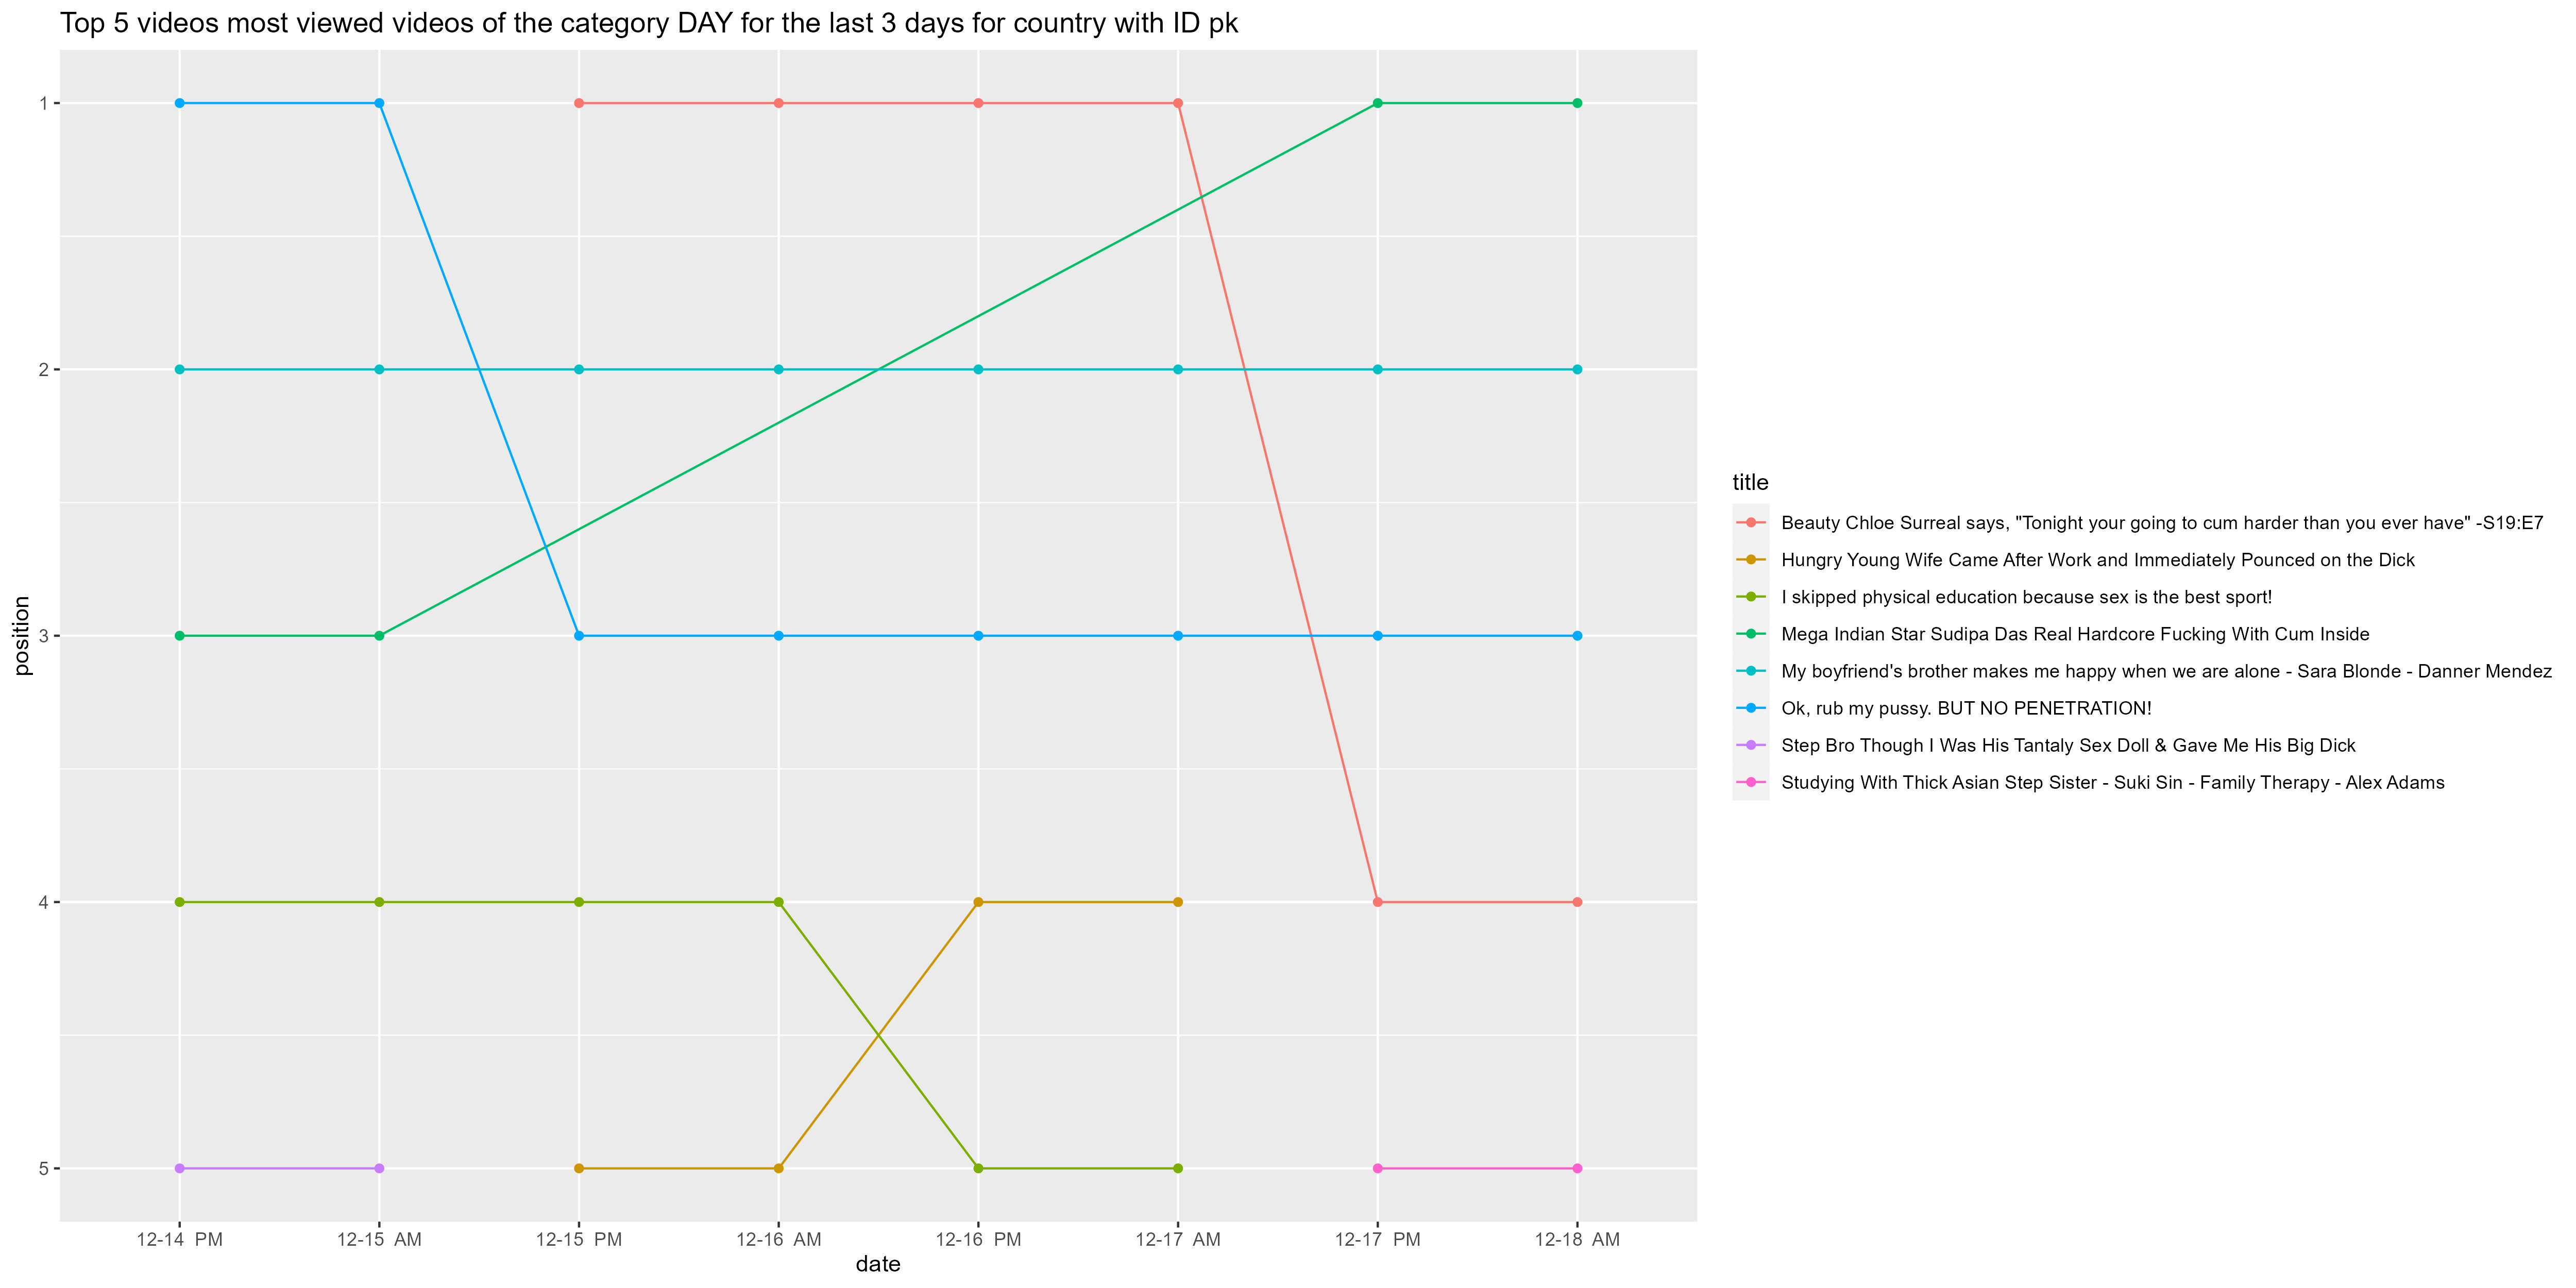 Top 5 videos most viewed videos of the category DAY for the last 3 days for country with ID pk
position
1
2
3
4
5
12-14 PM
12-15 AM
12-15 PM
12-16 AM
12-16 PM
12-17 AM
12-17 PM
12-18 AM
date
title
Beauty Chloe Surreal says, "Tonight your going to cum harder than you ever have" -S19:E7
Hungry Young Wife Came After Work and Immediately Pounced on the Dick
I skipped physical education because sex is the best sport!
Mega Indian Star Sudipa Das Real Hardcore Fucking With Cum Inside
My boyfriend's brother makes me happy when we are alone - Sara Blonde - Danner Mendez
Ok, rub my pussy. BUT NO PENETRATION!
Step Bro Though I Was His Tantaly Sex Doll & Gave Me His Big Dick
Studying With Thick Asian Step Sister - Suki Sin - Family Therapy - Alex Adams